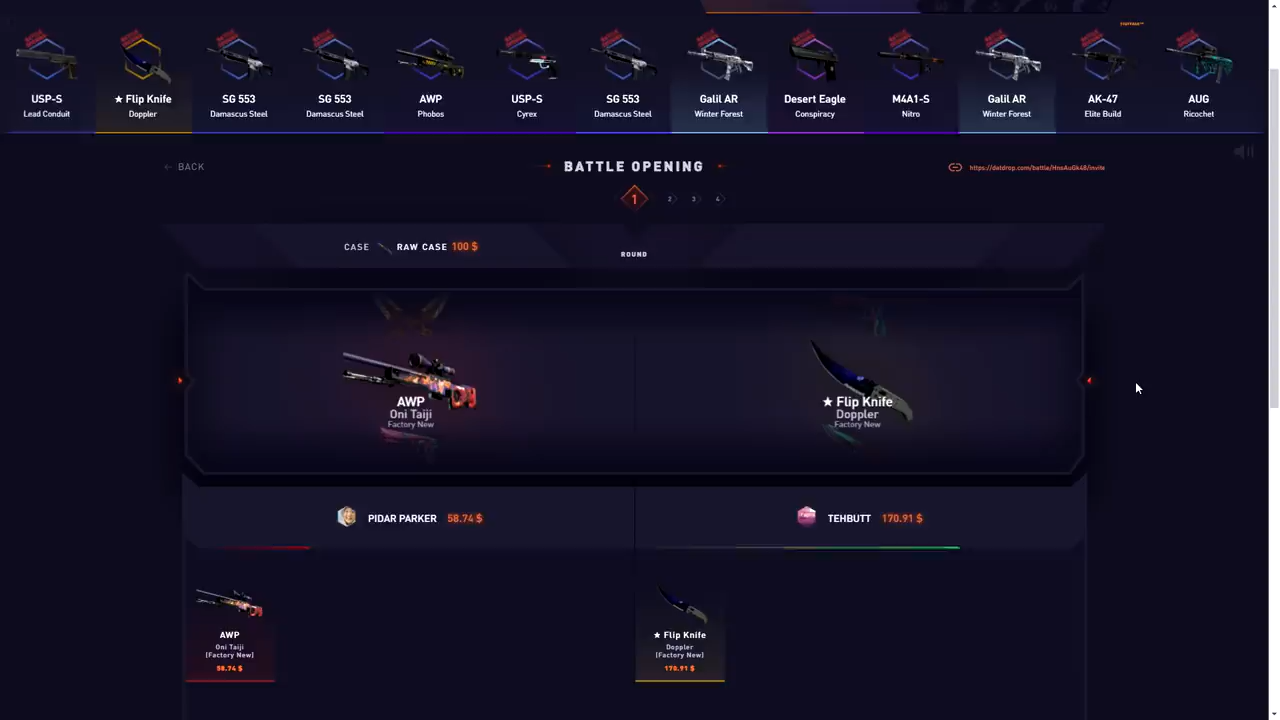 USP-S
Lead Conduit
★ Flip Knife
Doppler
SG 553
Damascus Steel
SG 553
Damascus Steel
AWP
Phobos
USP-S
Cyrex
SG 553
Damascus Steel
Galil AR
Winter Forest
Desert Eagle
Conspiracy
M4A1-S
Nitro
Galil AR
Winter Forest
AK-47
Elite Build
AUG
Ricochet
← BACK
BATTLE OPENING
1 2 3 4
CASE RAW CASE 100 $
ROUND
AWP
Oni Taiji
Factory New
★ Flip Knife
Doppler
Factory New
PIDAR PARKER 58.74 $
TEHBUTT 170.91 $
AWP
Oni Taiji
[Factory New]
58.74 $
★ Flip Knife
Doppler
[Factory New]
170.91 $